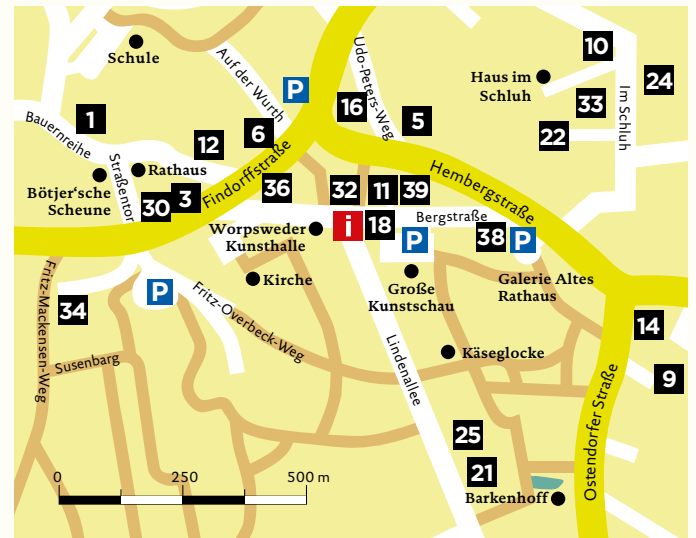 Schule
Auf der Wurth
P
Udo-Peters-Weg
10
Haus im
Schluh
24
Im Schluh
33
16
5
22
1
Bauernreihe
12
6
Straßentor
Rathaus
Bötjer‘sche
Scheune
30
3
Findorffstraße
36
32
11
39
Hembergstraße
Bergstraße
Worpsweder
Kunsthalle
i
18
P
38
P
Kirche
Große
Kunstschau
Galerie Altes
Rathaus
Fritz-Mackensen-Weg
34
P
Fritz-Overbeck-Weg
14
Susenbarg
Lindenallee
Käseglocke
9
Ostendorfer Straße
25
21
Barkenhoff
0
250
500 m